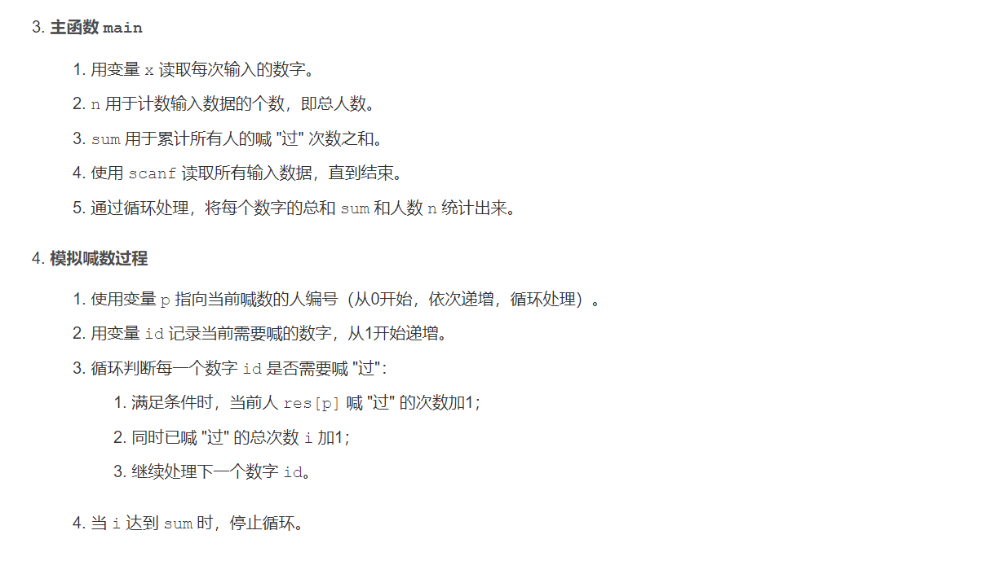 3. 主函数 main
1. 用变量 x 读取每次输入的数字。
2. n 用于计数输入数据的个数，即总人数。
3. sum 用于累计所有人的喊 "过" 次数之和。
4. 使用 scanf 读取所有输入数据，直到结束。
5. 通过循环处理，将每个数字的总和 sum 和人数 n 统计出来。
4. 模拟喊数过程
1. 使用变量 p 指向当前喊数的人编号（从0开始，依次递增，循环处理）。
2. 用变量 id 记录当前需要喊的数字，从1开始递增。
3. 循环判断每一个数字 id 是否需要喊 "过"：
1. 满足条件时，当前人 res[p] 喊 "过" 的次数加1；
2. 同时已喊 "过" 的总次数 i 加1；
3. 继续处理下一个数字 id。
4. 当 i 达到 sum 时，停止循环。